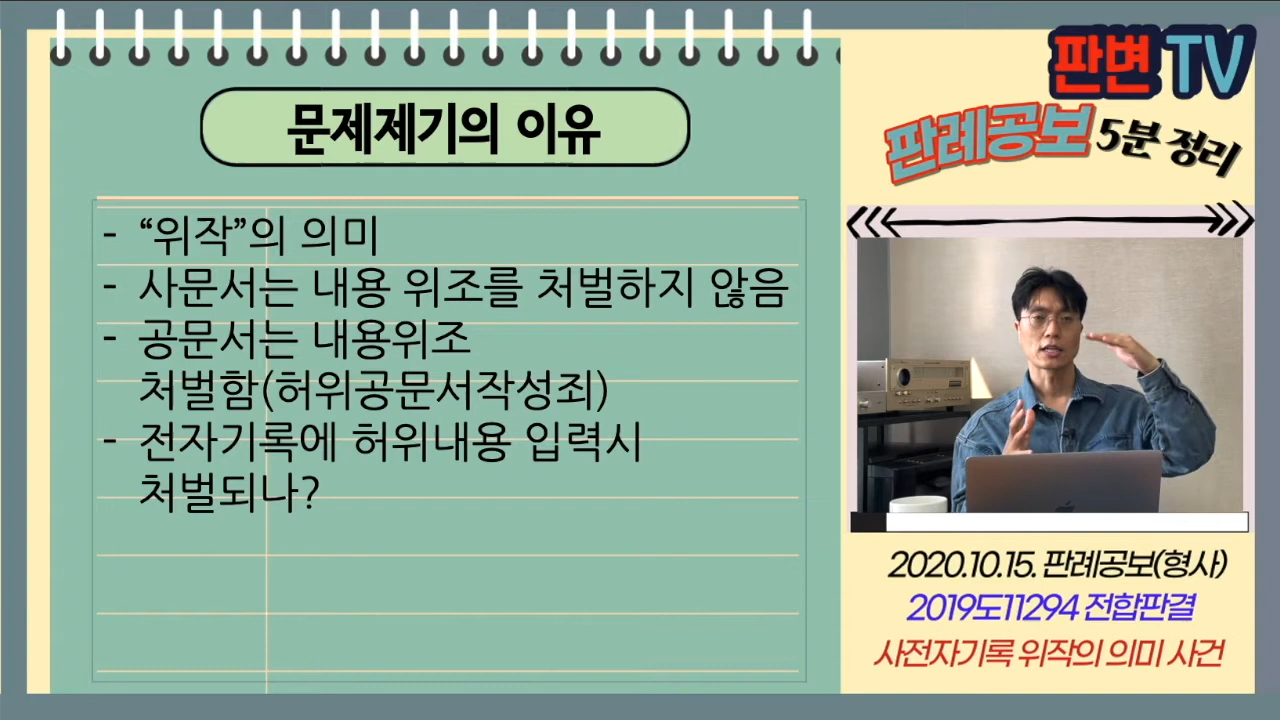 문제제기의 이유
- “위작”의 의미
- 사문서는 내용 위조를 처벌하지 않음
- 공문서는 내용위조
처벌함(허위공문서작성죄)
- 전자기록에 허위내용 입력시
처벌되나?
판변 TV
판례공보 5분 정리
2020.10.15. 판례공보(형사)
2019도11294 전합판결
사전자기록 위작의 의미 사건